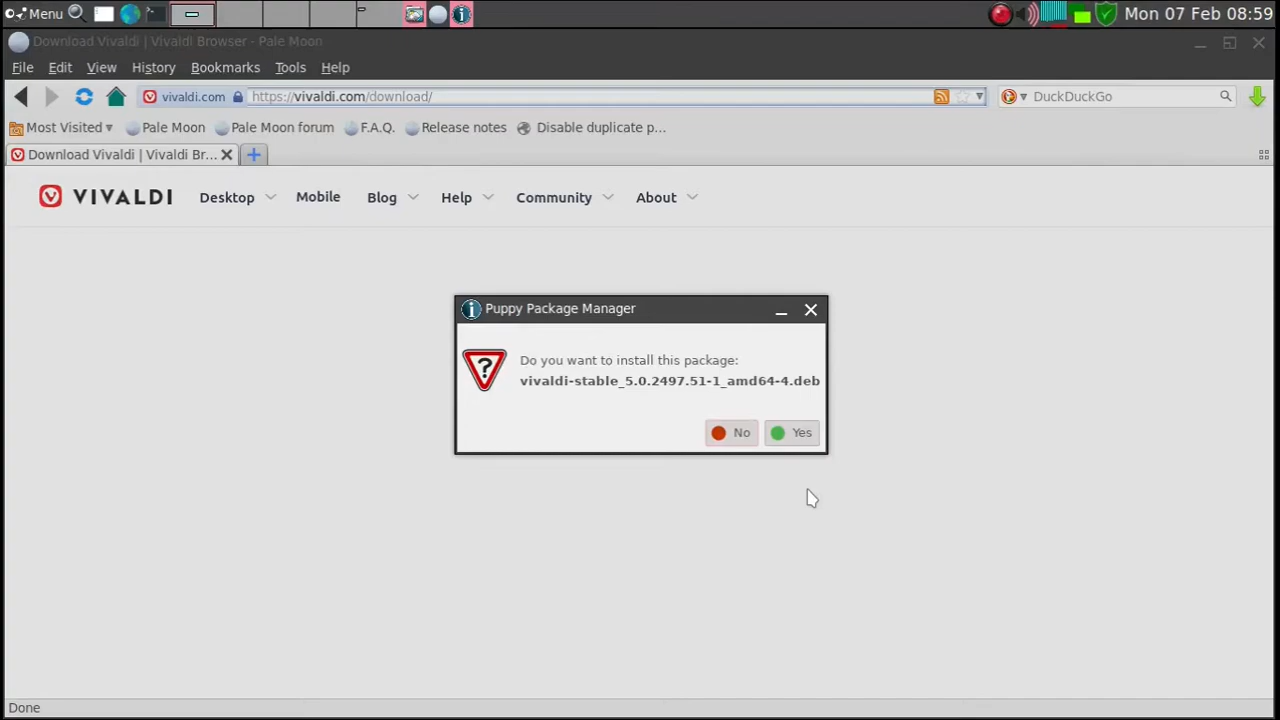 Menu
Mon 07 Feb 08:59
Download Vivaldi | Vivaldi Browser - Pale Moon
File Edit View History Bookmarks Tools Help
vivaldi.com https://vivaldi.com/download/ DuckDuckGo
Most Visited Pale Moon Pale Moon forum F.A.Q. Release notes Disable duplicate p...
Download Vivaldi | Vivaldi Br...
VIVALDI Desktop Mobile Blog Help Community About
Puppy Package Manager
Do you want to install this package:
vivaldi-stable_5.0.2497.51-1_amd64-4.deb
No Yes
Done